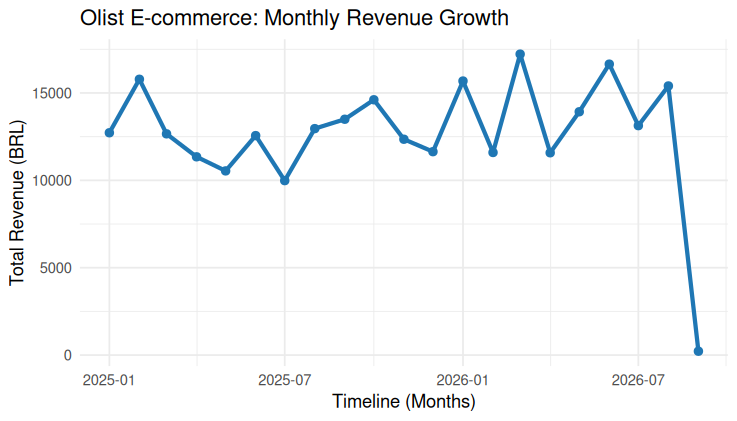 Olist E-commerce: Monthly Revenue Growth
Total Revenue (BRL)
15000
10000
5000
0
2025-01 2025-07 2026-01 2026-07
Timeline (Months)